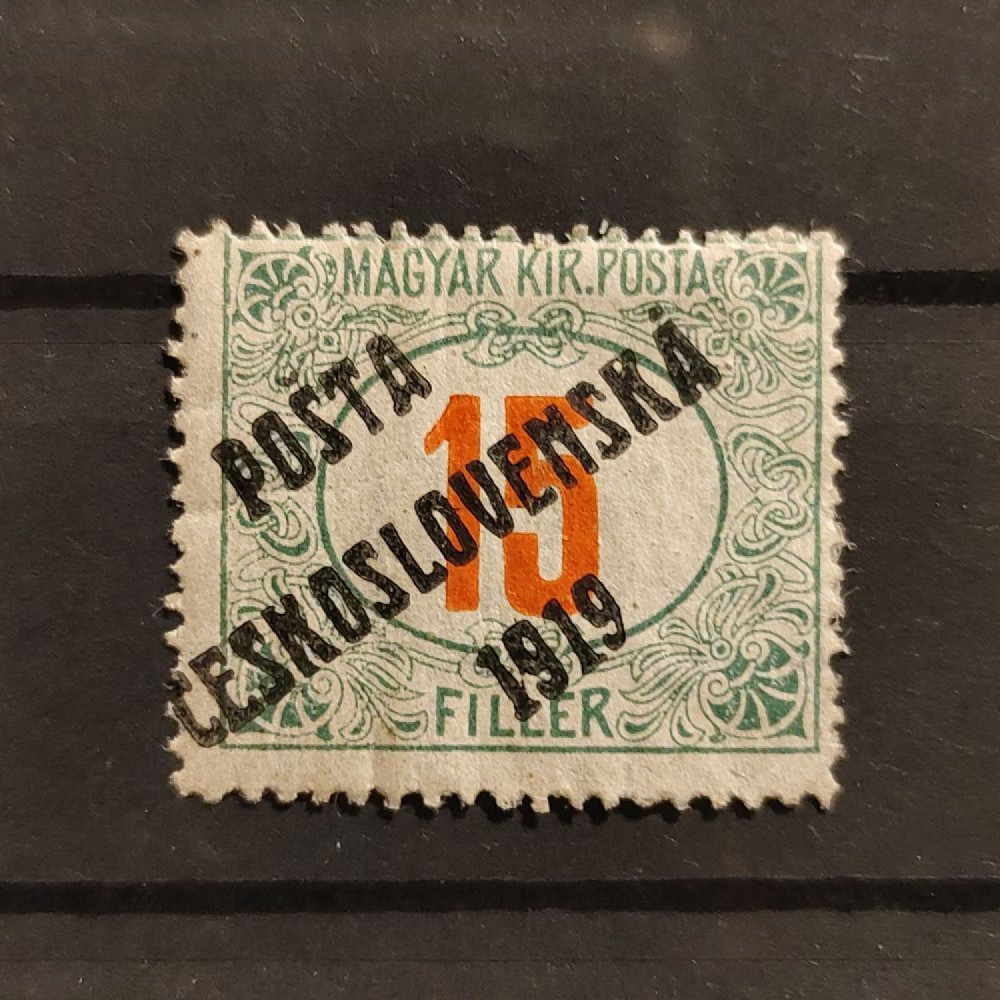 MAGYAR KIR. POSTA
15
FILLER
POŠTA
ČESKOSLOVENSKÁ
1919